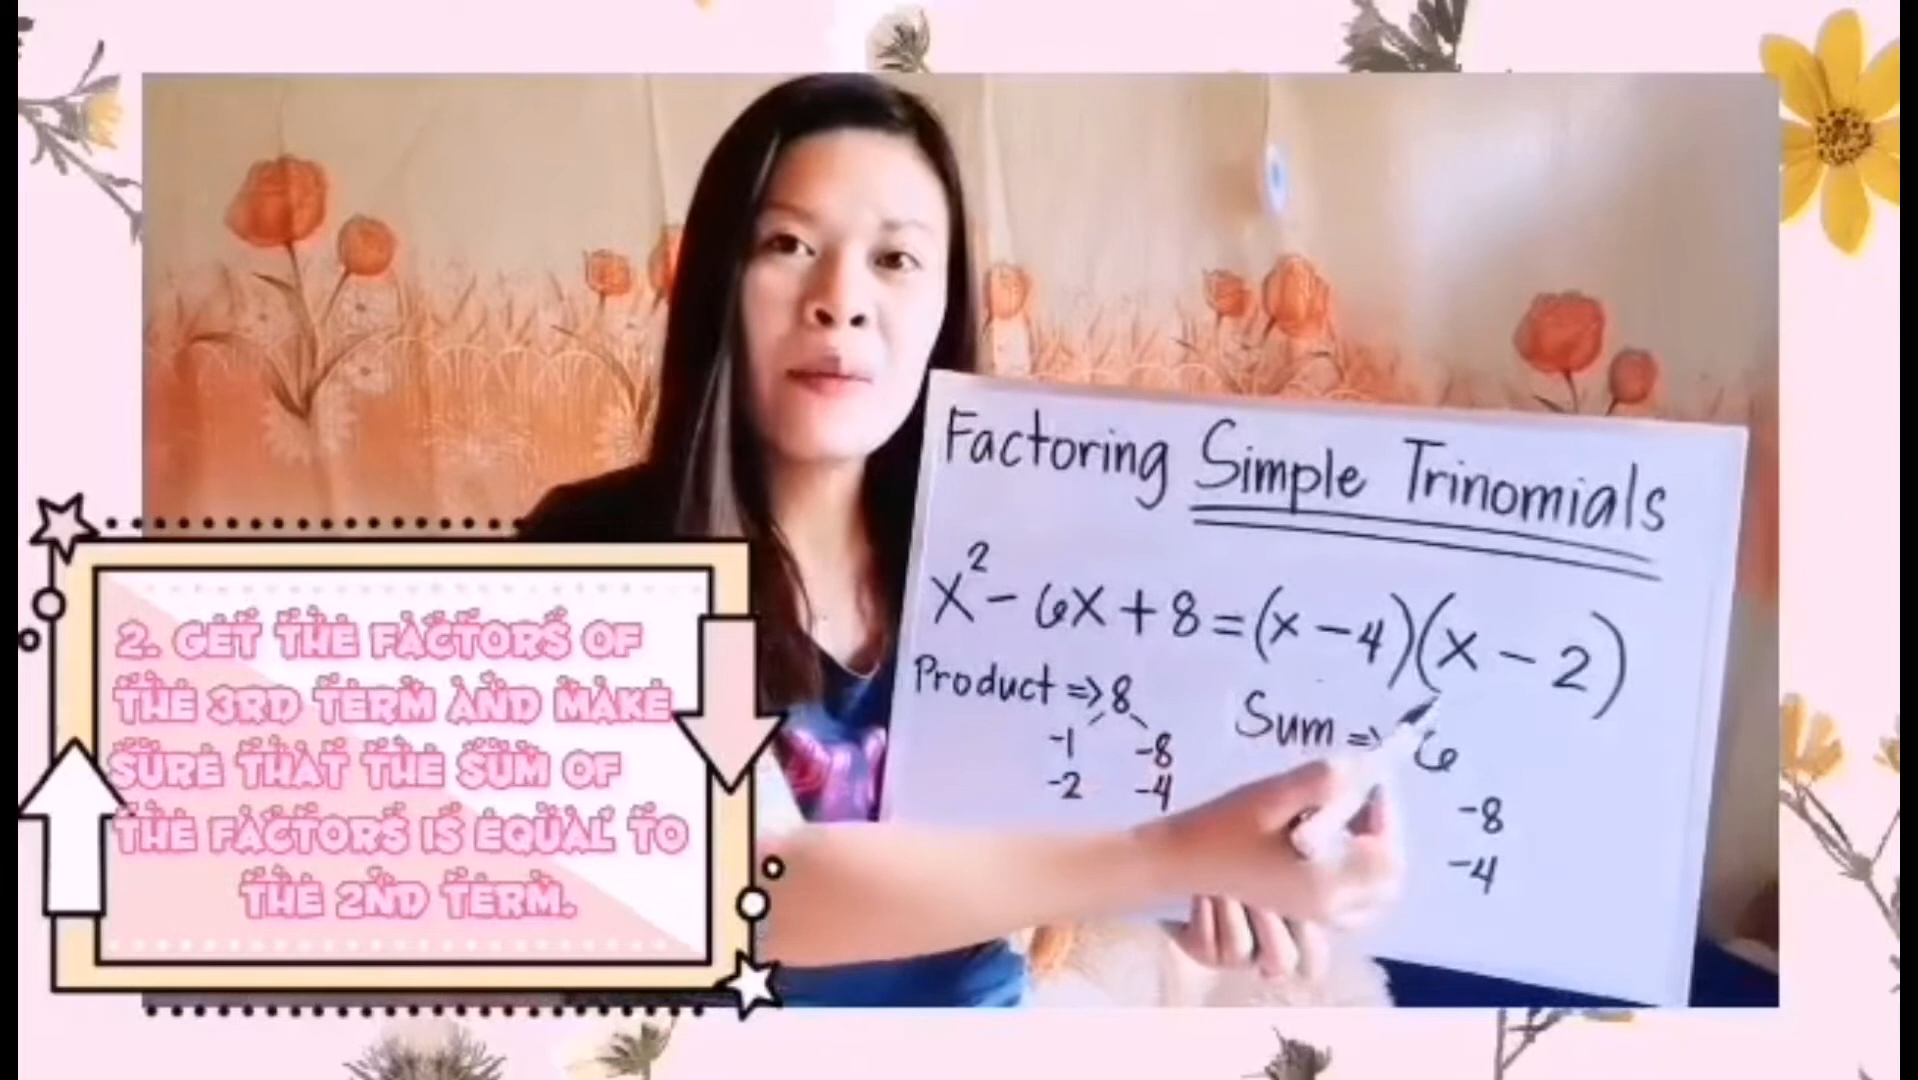 Factoring Simple Trinomials
x² - 6x + 8 = (x - 4)(x - 2)
Product => 8
-1 -8
-2 -4
Sum => 6
-8
-4
2. GET THE FACTORS OF
THE 3RD TERM AND MAKE
SURE THAT THE SUM OF
THE FACTORS IS EQUAL TO
THE 2ND TERM.